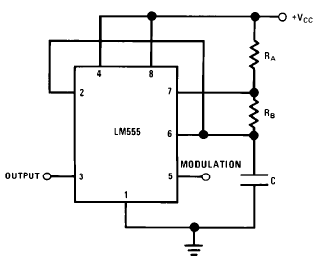 +VCC
RA
4 8
2
7
RB
LM555
6
MODULATION
OUTPUT 3
5
C
1